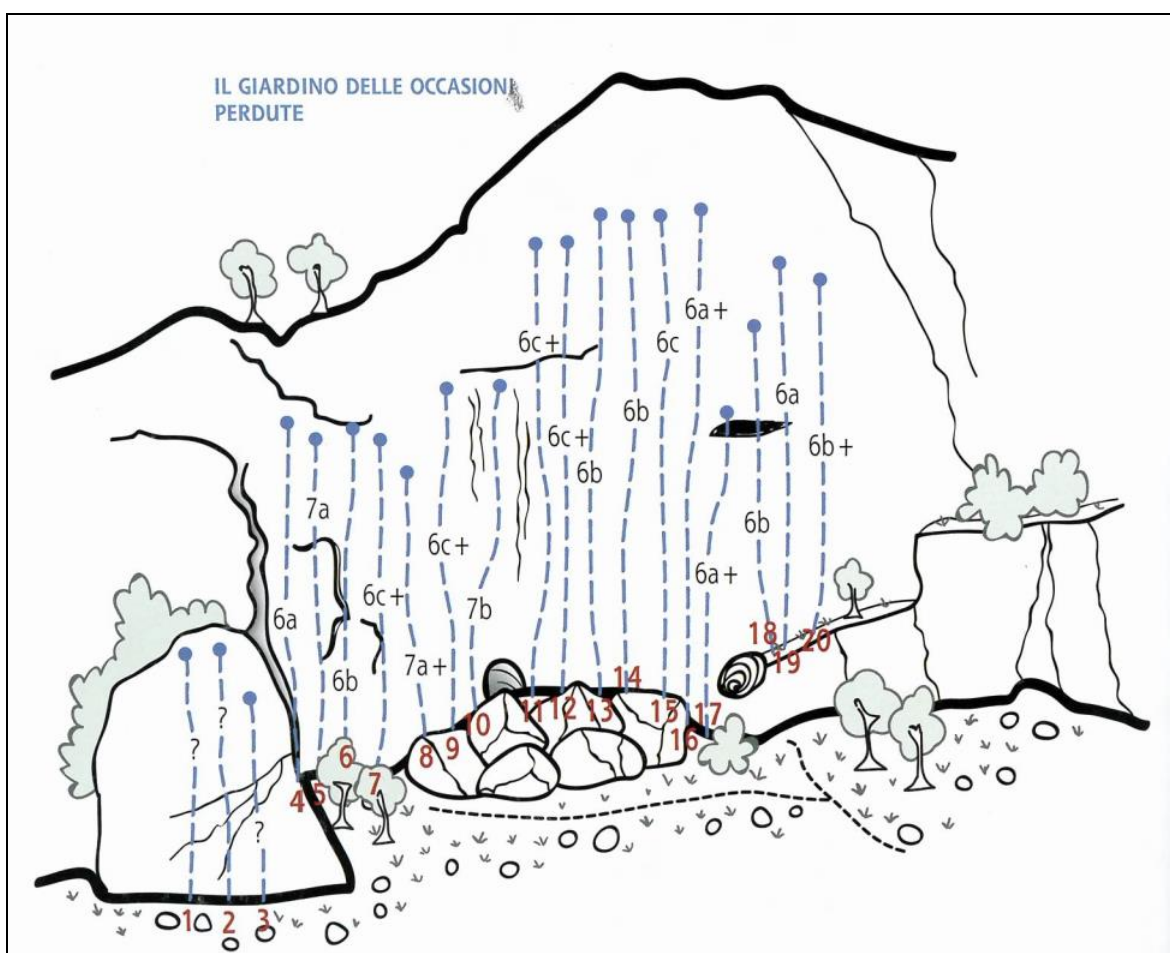 IL GIARDINO DELLE OCCASIONI
PERDUTE
6a+
6c+
6c
6a
6b
6c+
6b
6b+
7a
6b
6c+
6a+
6c+
7b
6a
18
20
19
7a+
6b
14
?
11
12
13
15
17
10
16
?
6
9
8
7
5
4
?
1
2
3